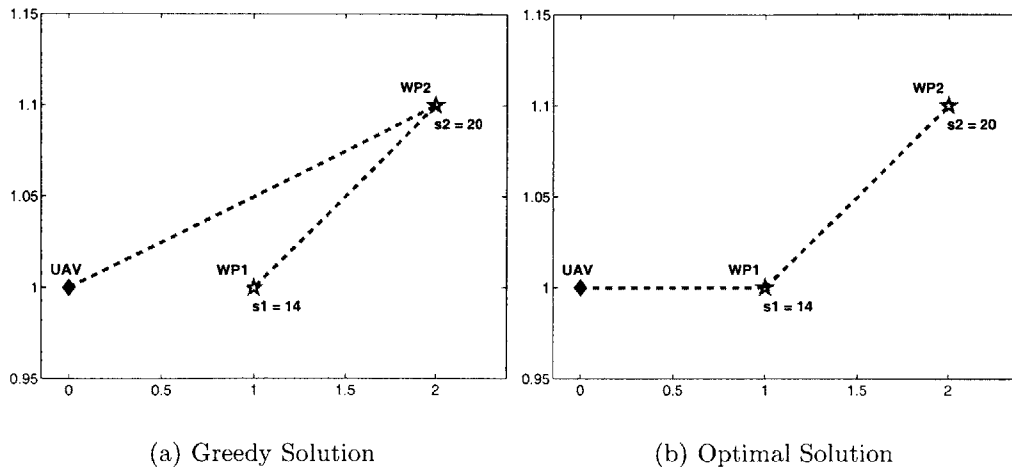 1.15
1.10
1.05
1
0.95
0
0.5
1
1.5
2
UAV
WP1
s1 = 14
WP2
s2 = 20
(a) Greedy Solution
1.15
1.10
1.05
1
0.95
0
0.5
1
1.5
2
UAV
WP1
s1 = 14
WP2
s2 = 20
(b) Optimal Solution